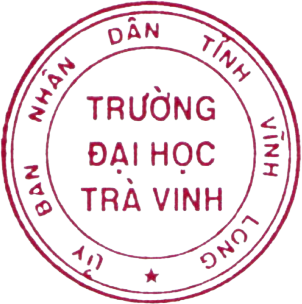 ỦY BAN NHÂN DÂN TỈNH VĨNH LONG
TRƯỜNG
ĐẠI HỌC
TRÀ VINH